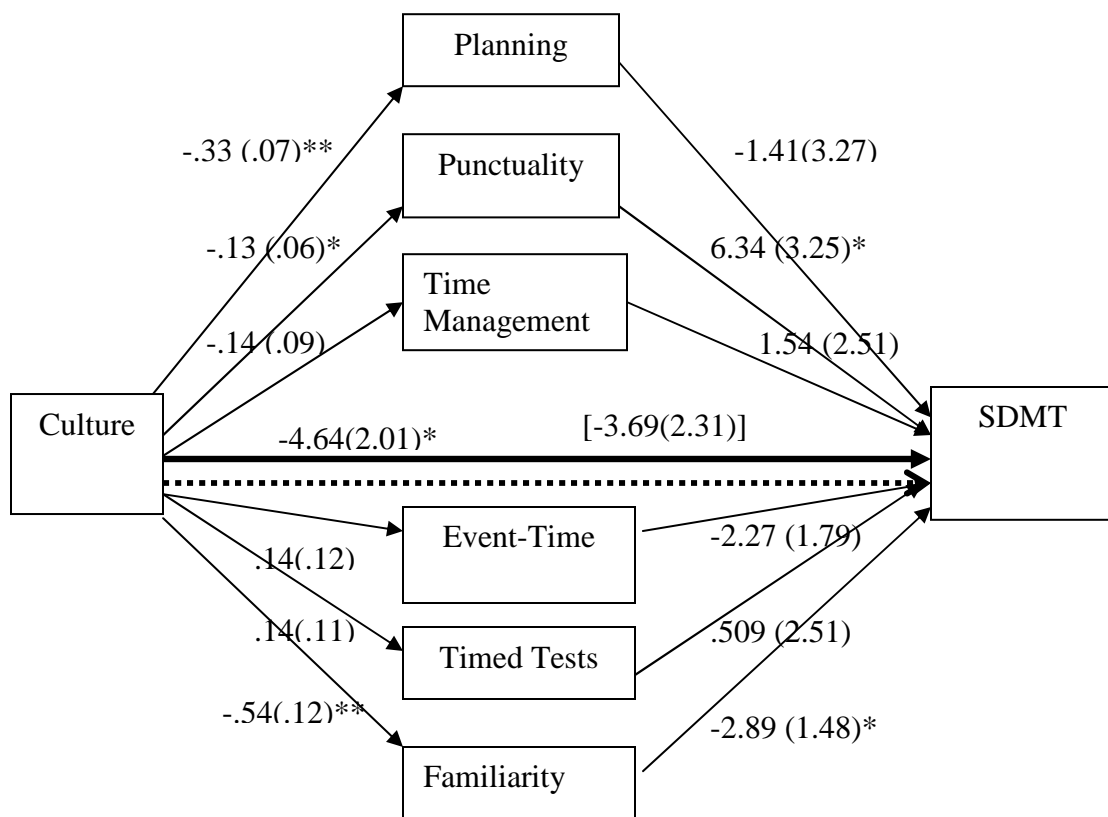 Planning
-.33 (.07)**
-1.41(3.27)
Punctuality
-.13 (.06)*
6.34 (3.25)*
Time
Management
-.14 (.09)
1.54 (2.51)
Culture
SDMT
-4.64(2.01)*
[-3.69(2.31)]
Event-Time
-2.27 (1.79)
.14(.12)
.14(.11)
.509 (2.51)
Timed Tests
-.54(.12)**
-2.89 (1.48)*
Familiarity